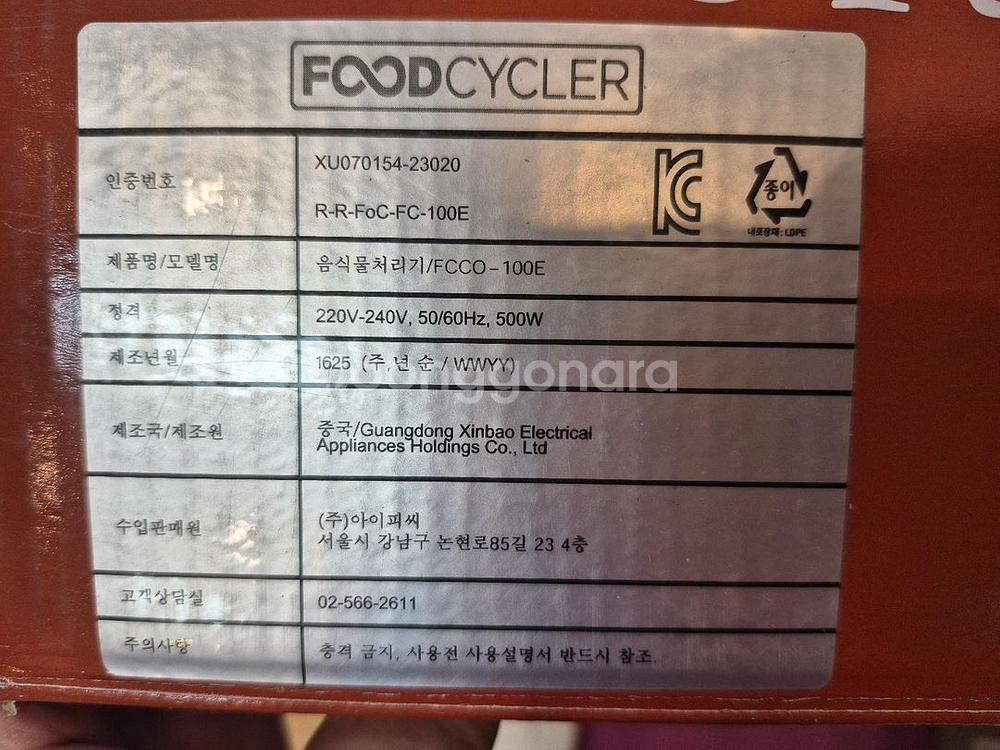 FOODCYCLER
인증번호
XU070154-23020
R-R-FoC-FC-100E
종이
내포장재: LDPE
제품명/모델명
음식물처리기/FCCO-100E
정격
220V-240V, 50/60Hz, 500W
제조년월
1625 (주,년 순 / WWYY)
joonggonara
제조국/제조원
중국/Guangdong Xinbao Electrical
Appliances Holdings Co., Ltd
수입판매원
(주)아이피씨
서울시 강남구 논현로85길 23 4층
고객상담실
02-566-2611
주의사항
충격 금지, 사용전 사용설명서 반드시 참조.